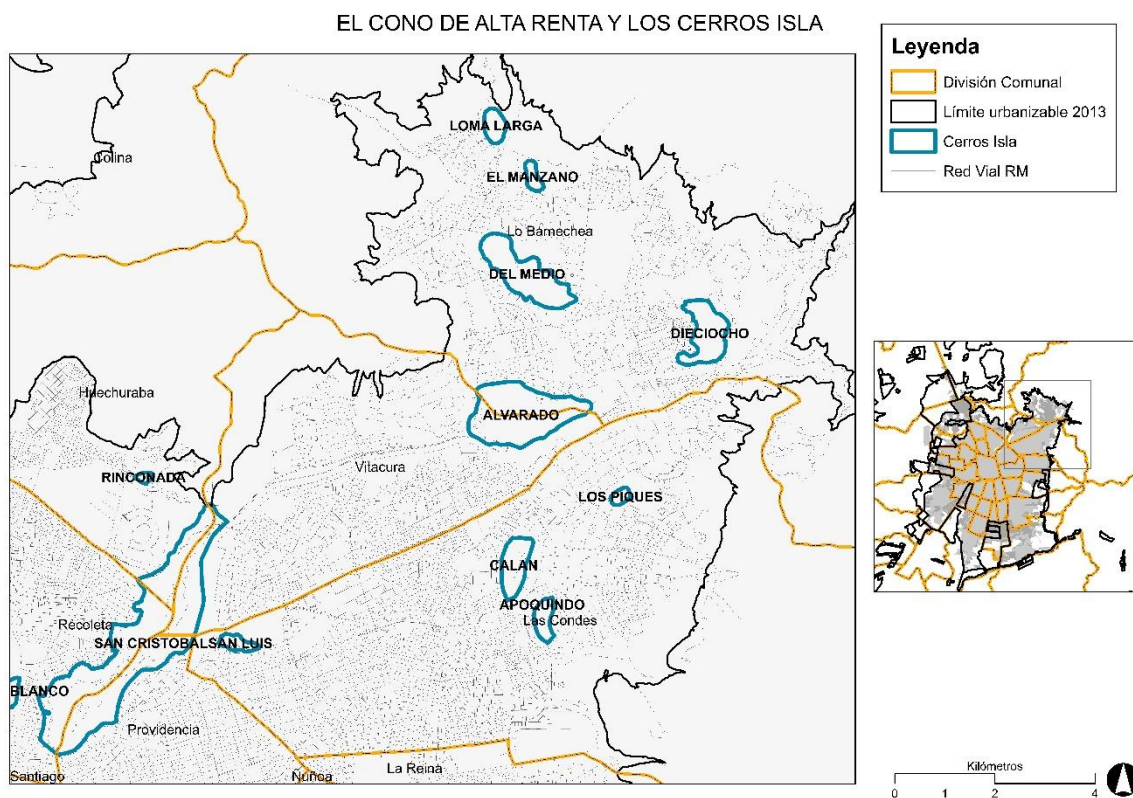 EL CONO DE ALTA RENTA Y LOS CERROS ISLA
Leyenda
División Comunal
Límite urbanizable 2013
Cerros Isla
Red Vial RM
LOMA LARGA
Colina
EL MANZANO
Lo Barnechea
DEL MEDIO
DIECIOCHO
Huechuraba
ALVARADO
Vitacura
RINCONADA
LOS PIQUES
CALAN
APOQUINDO
Las Condes
Recoleta
SAN CRISTOBAL
SAN LUIS
BLANCO
Providencia
La Reina
Santiago
Ñuñoa
Kilómetros
0 1 2 4